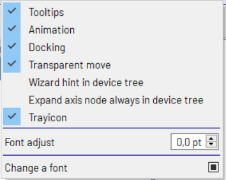 Tooltips
Animation
Docking
Transparent move
Wizard hint in device tree
Expand axis node always in device tree
Trayicon
Font adjust 0,0 pt
Change a font